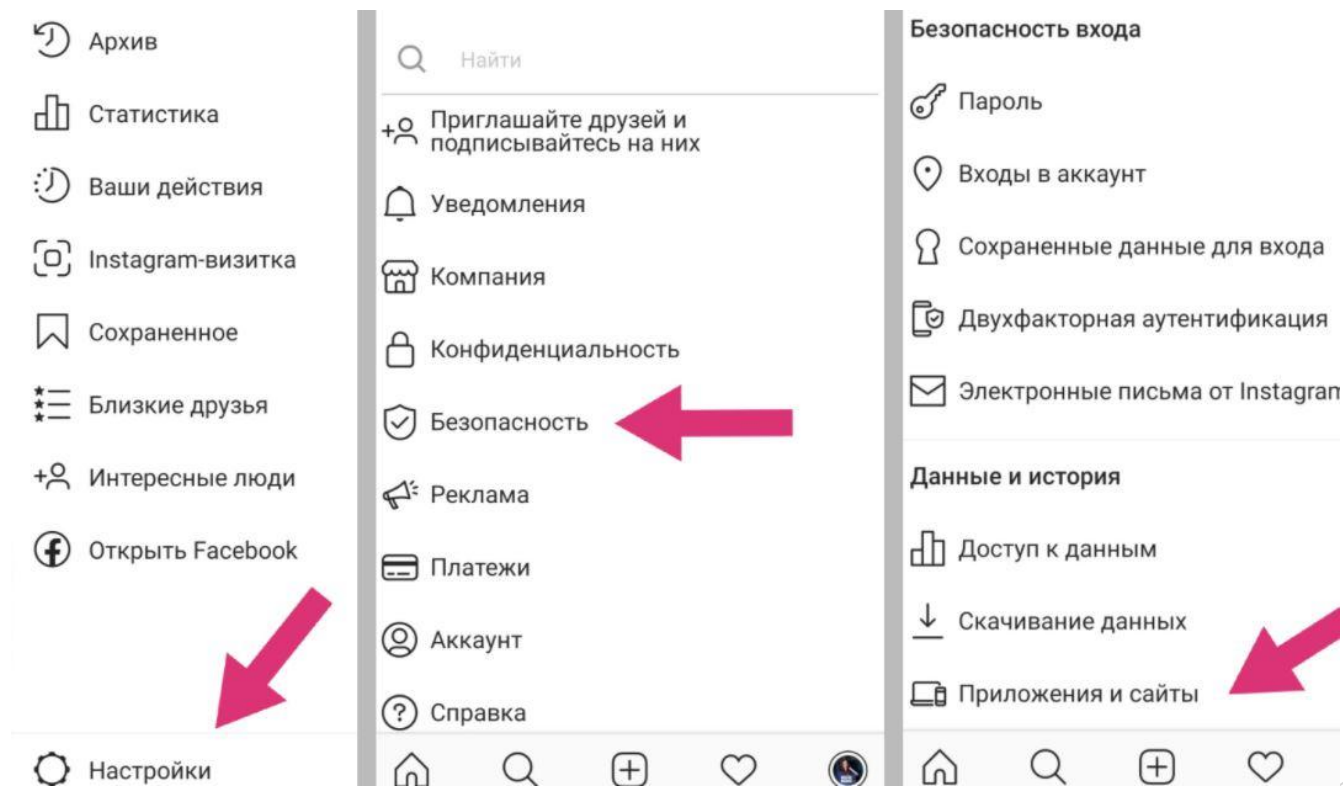 Архив
Статистика
Ваши действия
Instagram-визитка
Сохраненное
Близкие друзья
Интересные люди
Открыть Facebook
Настройки
Найти
Приглашайте друзей и
подписывайтесь на них
Уведомления
Компания
Конфиденциальность
Безопасность
Реклама
Платежи
Аккаунт
Справка
Безопасность входа
Пароль
Входы в аккаунт
Сохраненные данные для входа
Двухфакторная аутентификация
Электронные письма от Instagram
Данные и история
Доступ к данным
Скачивание данных
Приложения и сайты